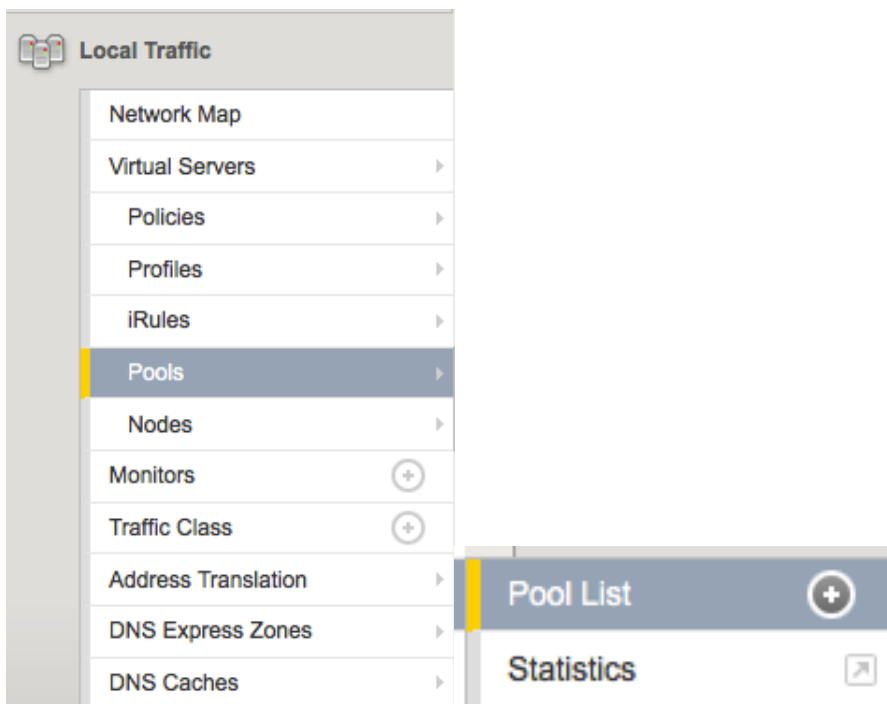 Local Traffic
Network Map
Virtual Servers
Policies
Profiles
iRules
Pools
Nodes
Monitors
Traffic Class
Address Translation
DNS Express Zones
DNS Caches
Pool List
Statistics